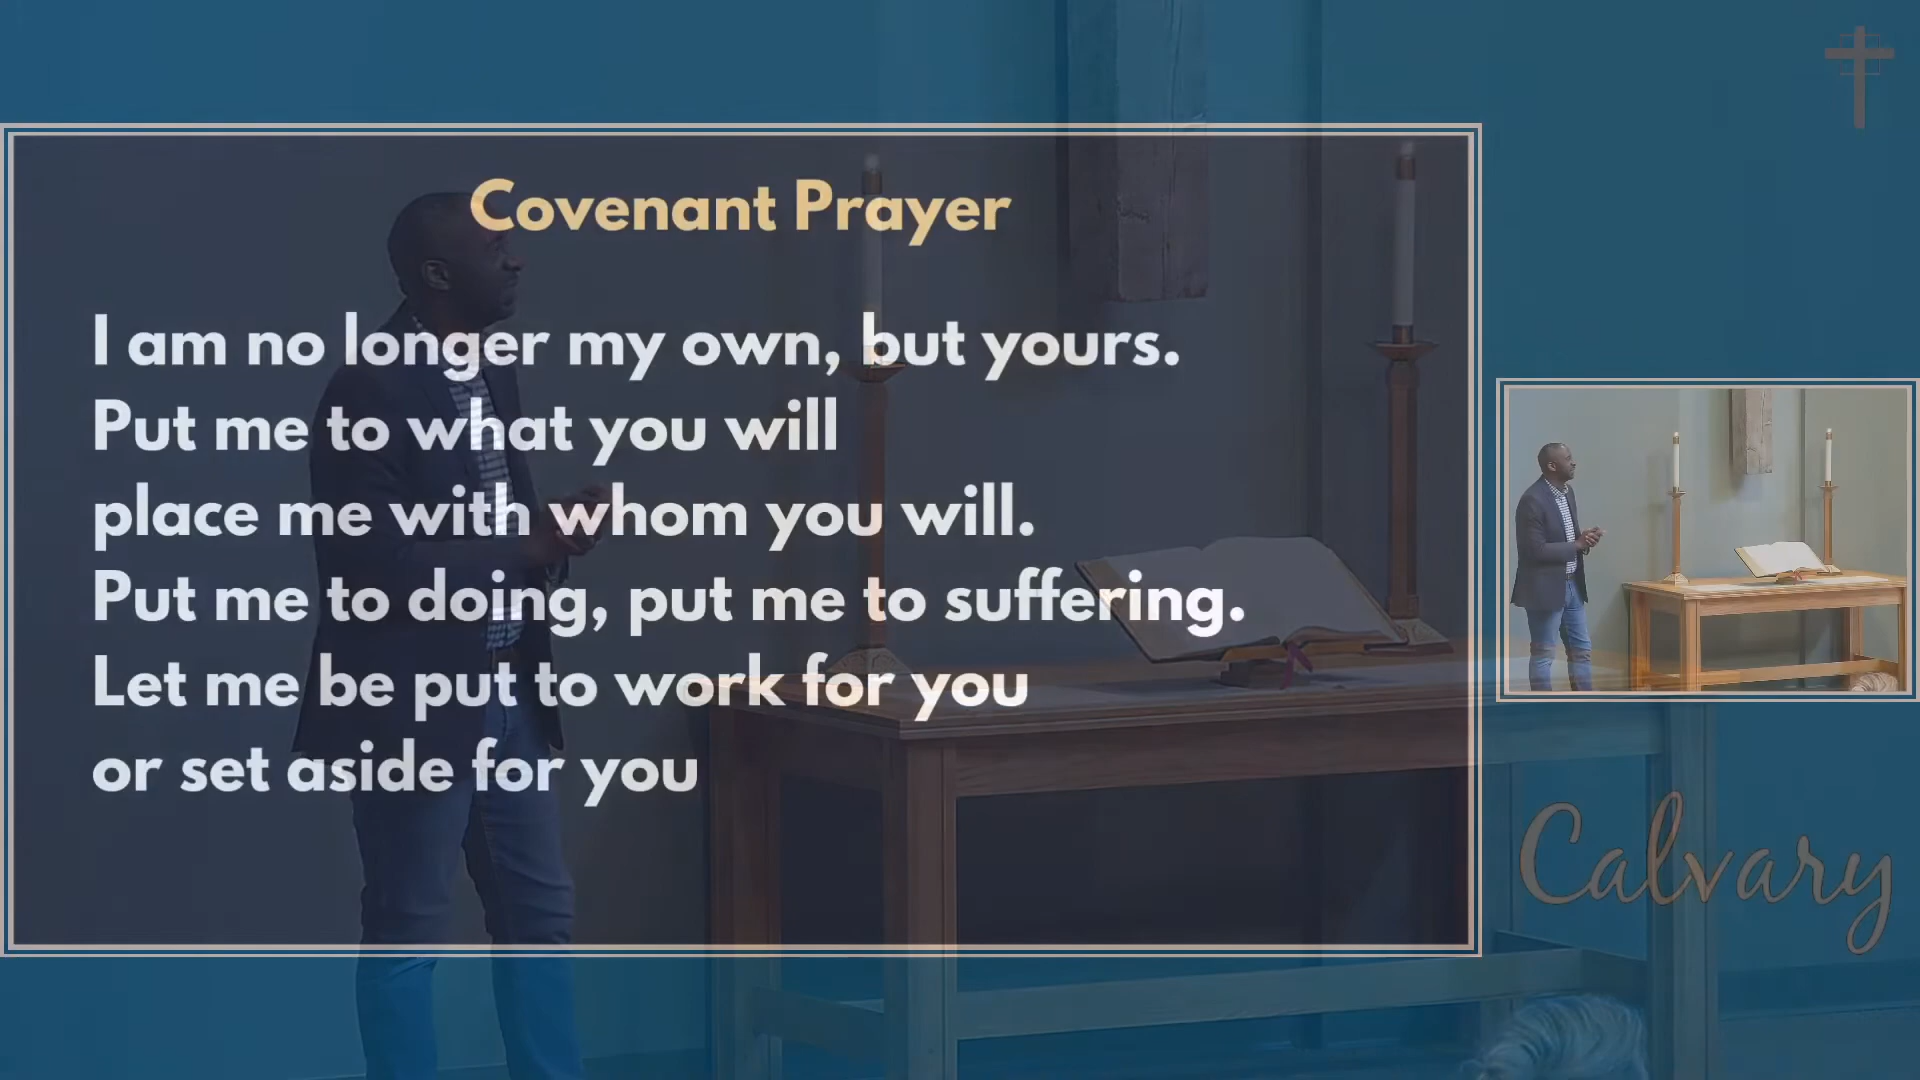 Covenant Prayer
I am no longer my own, but yours.
Put me to what you will
place me with whom you will.
Put me to doing, put me to suffering.
Let me be put to work for you
or set aside for you
Calvary